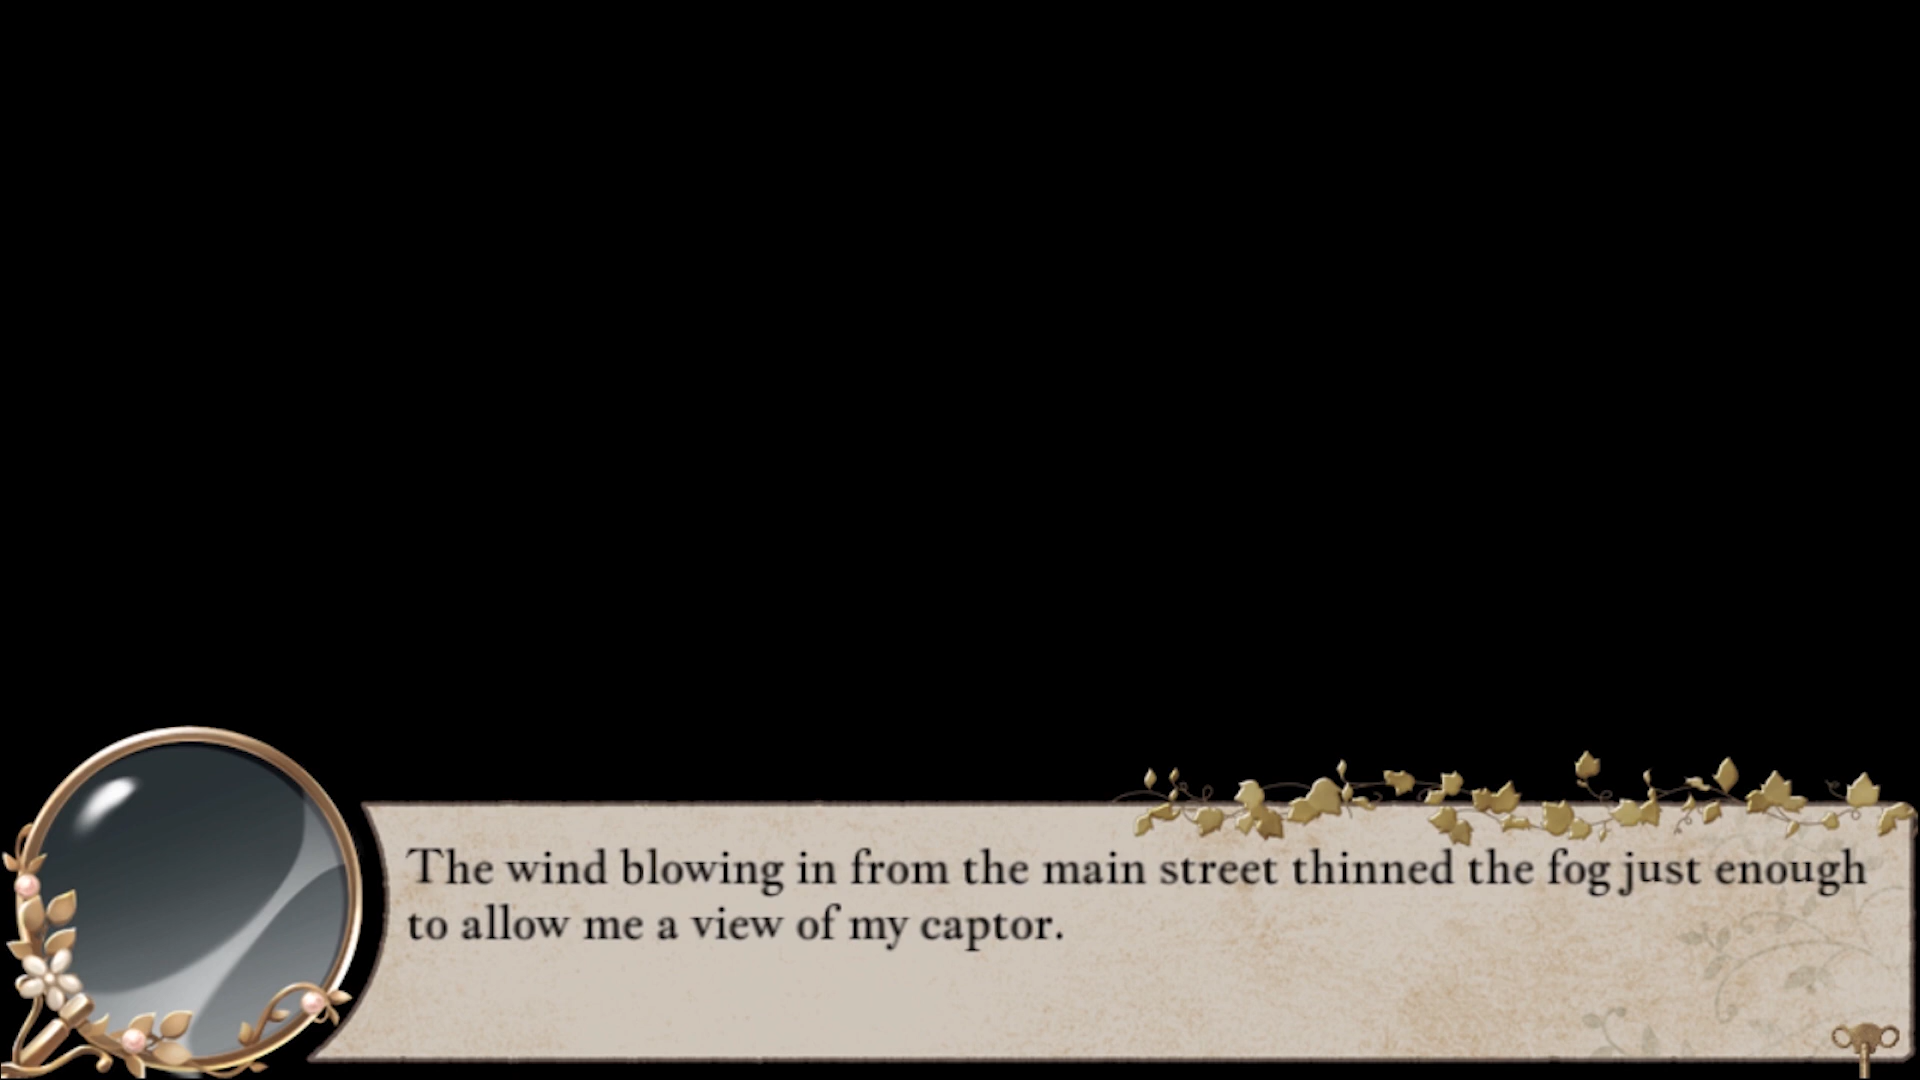 The wind blowing in from the main street thinned the fog just enough
to allow me a view of my captor.